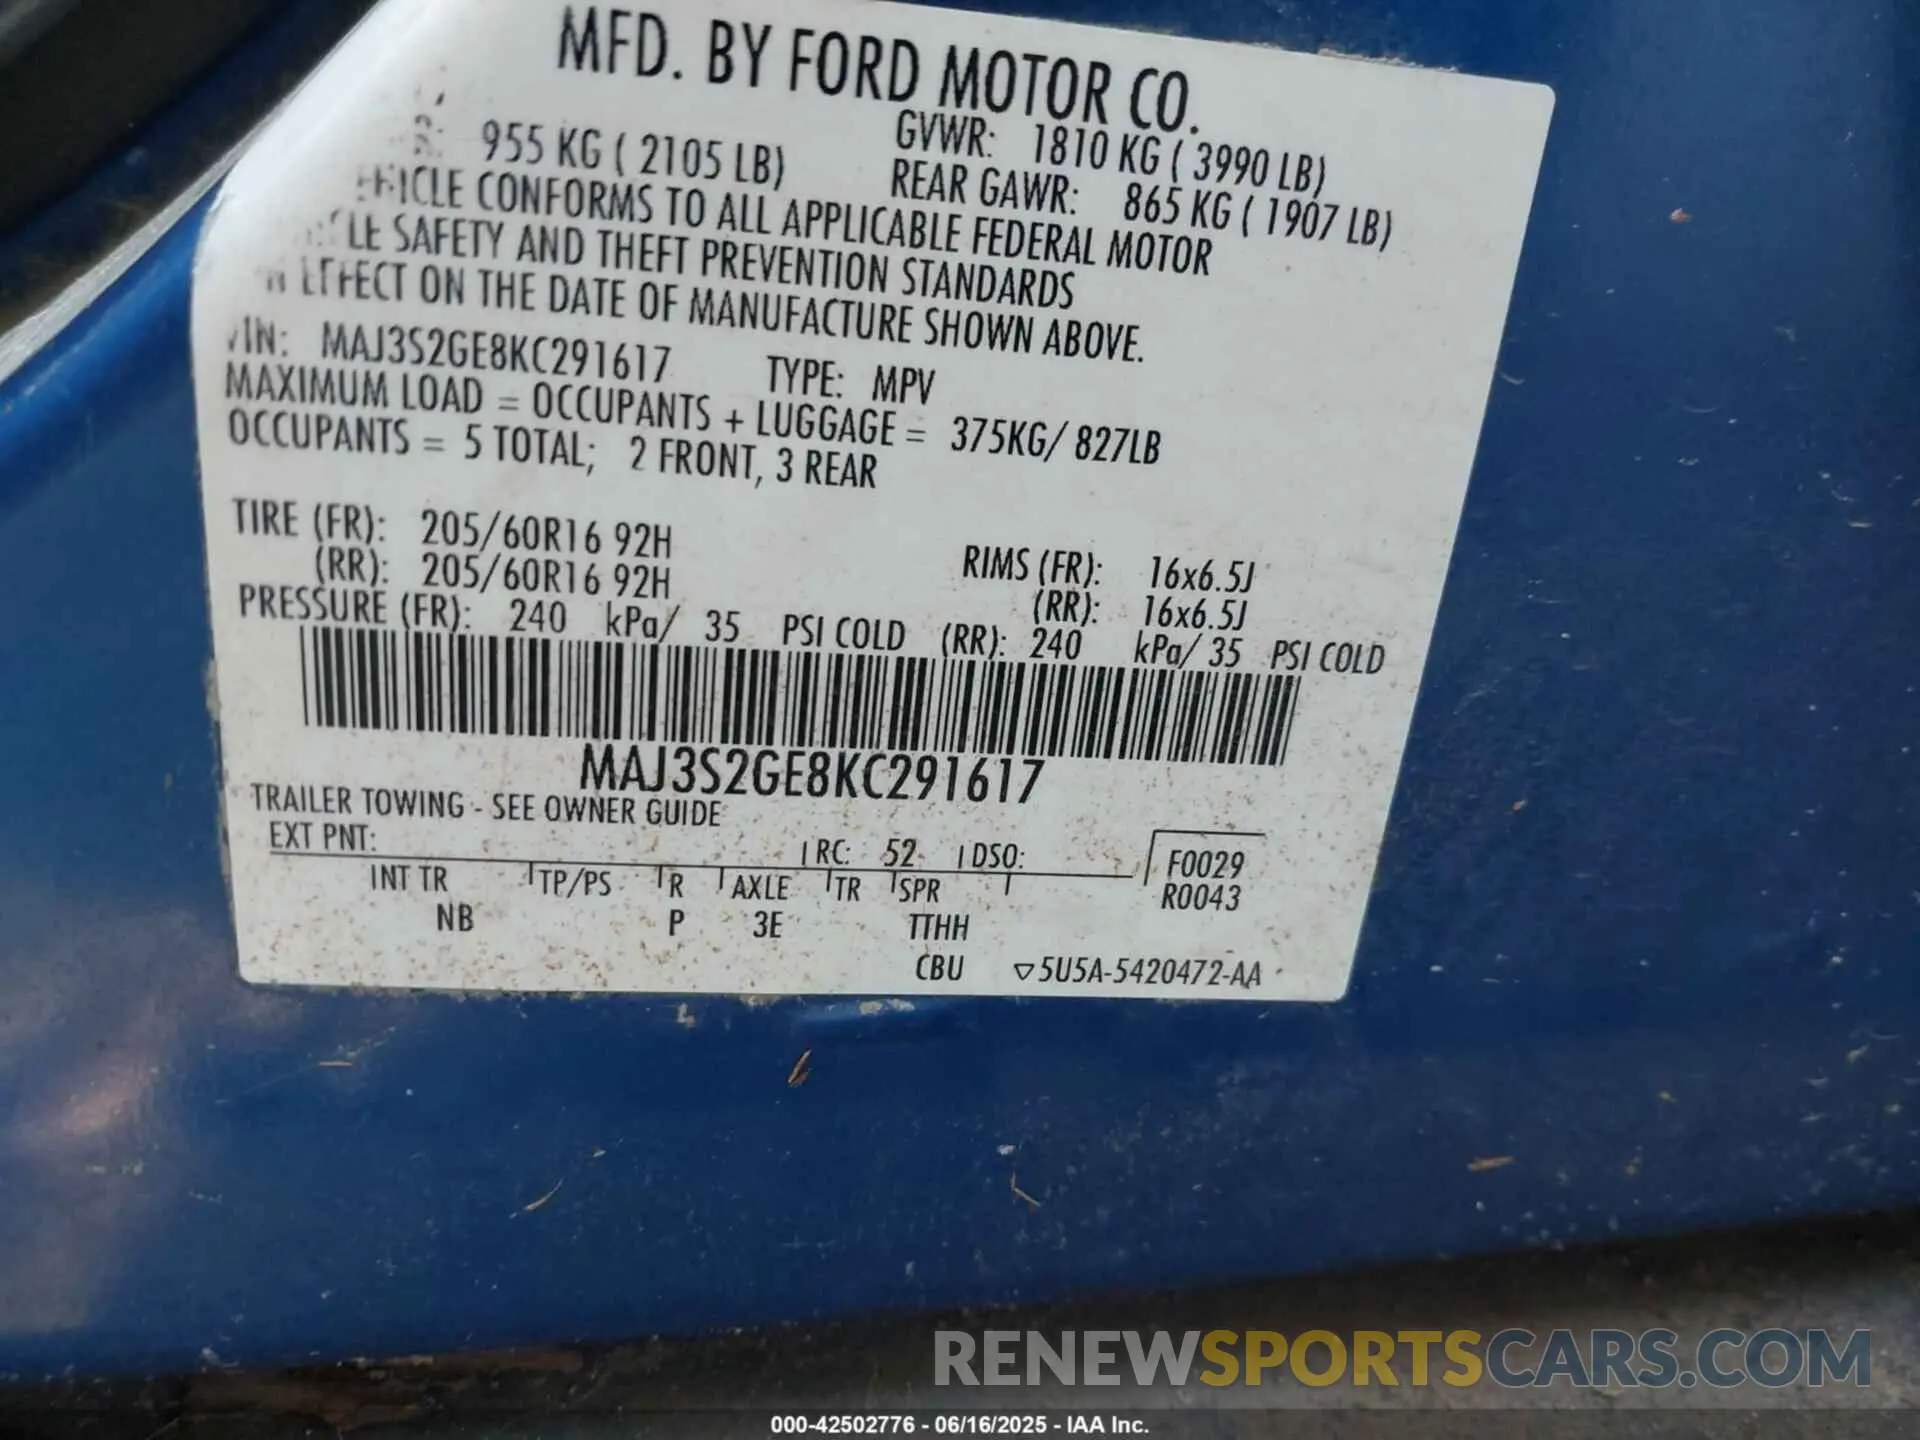 MFD. BY FORD MOTOR CO.
GVWR: 1810 KG ( 3990 LB)
955 KG ( 2105 LB) REAR GAWR: 865 KG ( 1907 LB)
CONFORMS TO ALL APPLICABLE FEDERAL MOTOR
SAFETY AND THEFT PREVENTION STANDARDS
EFFECT ON THE DATE OF MANUFACTURE SHOWN ABOVE.
VIN: MAJ3S2GE8KC291617 TYPE: MPV
MAXIMUM LOAD = OCCUPANTS + LUGGAGE = 375KG/ 827LB
OCCUPANTS = 5 TOTAL; 2 FRONT, 3 REAR
TIRE (FR): 205/60R16 92H RIMS (FR): 16x6.5J
(RR): 205/60R16 92H (RR): 16x6.5J
PRESSURE (FR): 240 kPa/ 35 PSI COLD (RR): 240 kPa/ 35 PSI COLD
MAJ3S2GE8KC291617
TRAILER TOWING - SEE OWNER GUIDE
EXT PNT: RC: 52 DSO: F0029
INT TR TP/PS R AXLE TR SPR R0043
NB P 3E TTHH
CBU ▽5U5A-5420472-AA
RENEWSPORTSCARS.COM
000-42502776 - 06/16/2025 - IAA Inc.